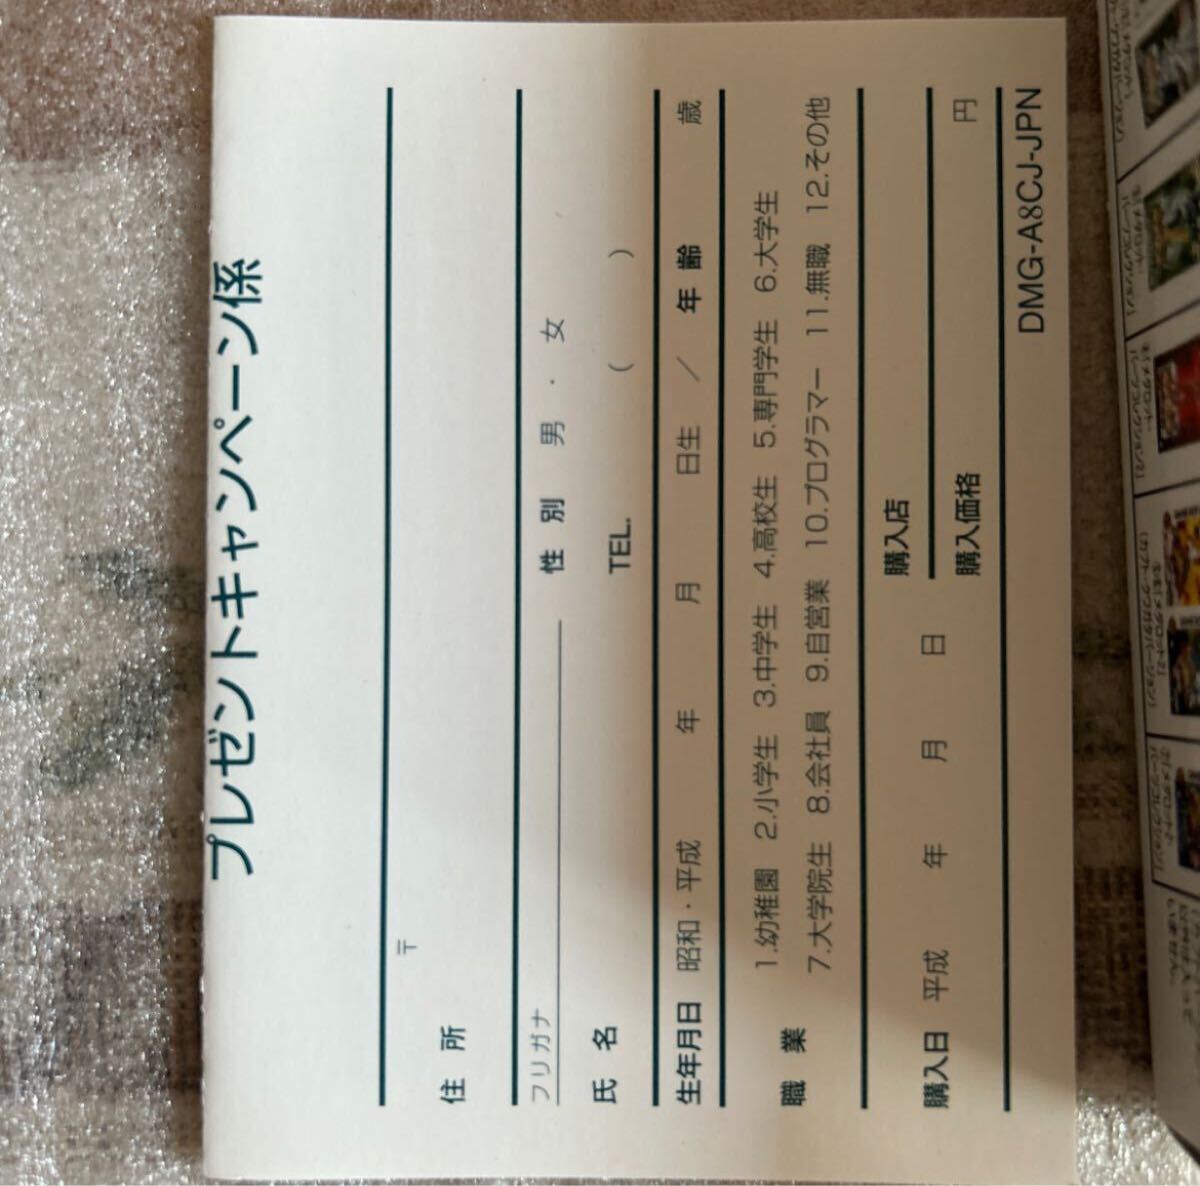 プレゼントキャンペーン係
〒
住 所
フリガナ
氏 名
性 別 男 ・ 女
TEL. ( )
生年月日 昭和・平成 年 月 日生 / 年 齢 歳
職 業
1.幼稚園 2.小学生 3.中学生 4.高校生 5.専門学生 6.大学生
7.大学院生 8.会社員 9.自営業 10.プログラマー 11.無職 12.その他
購入日 平成 年 月 日
購入店
購入価格 円
DMG-A8CJ-JPN